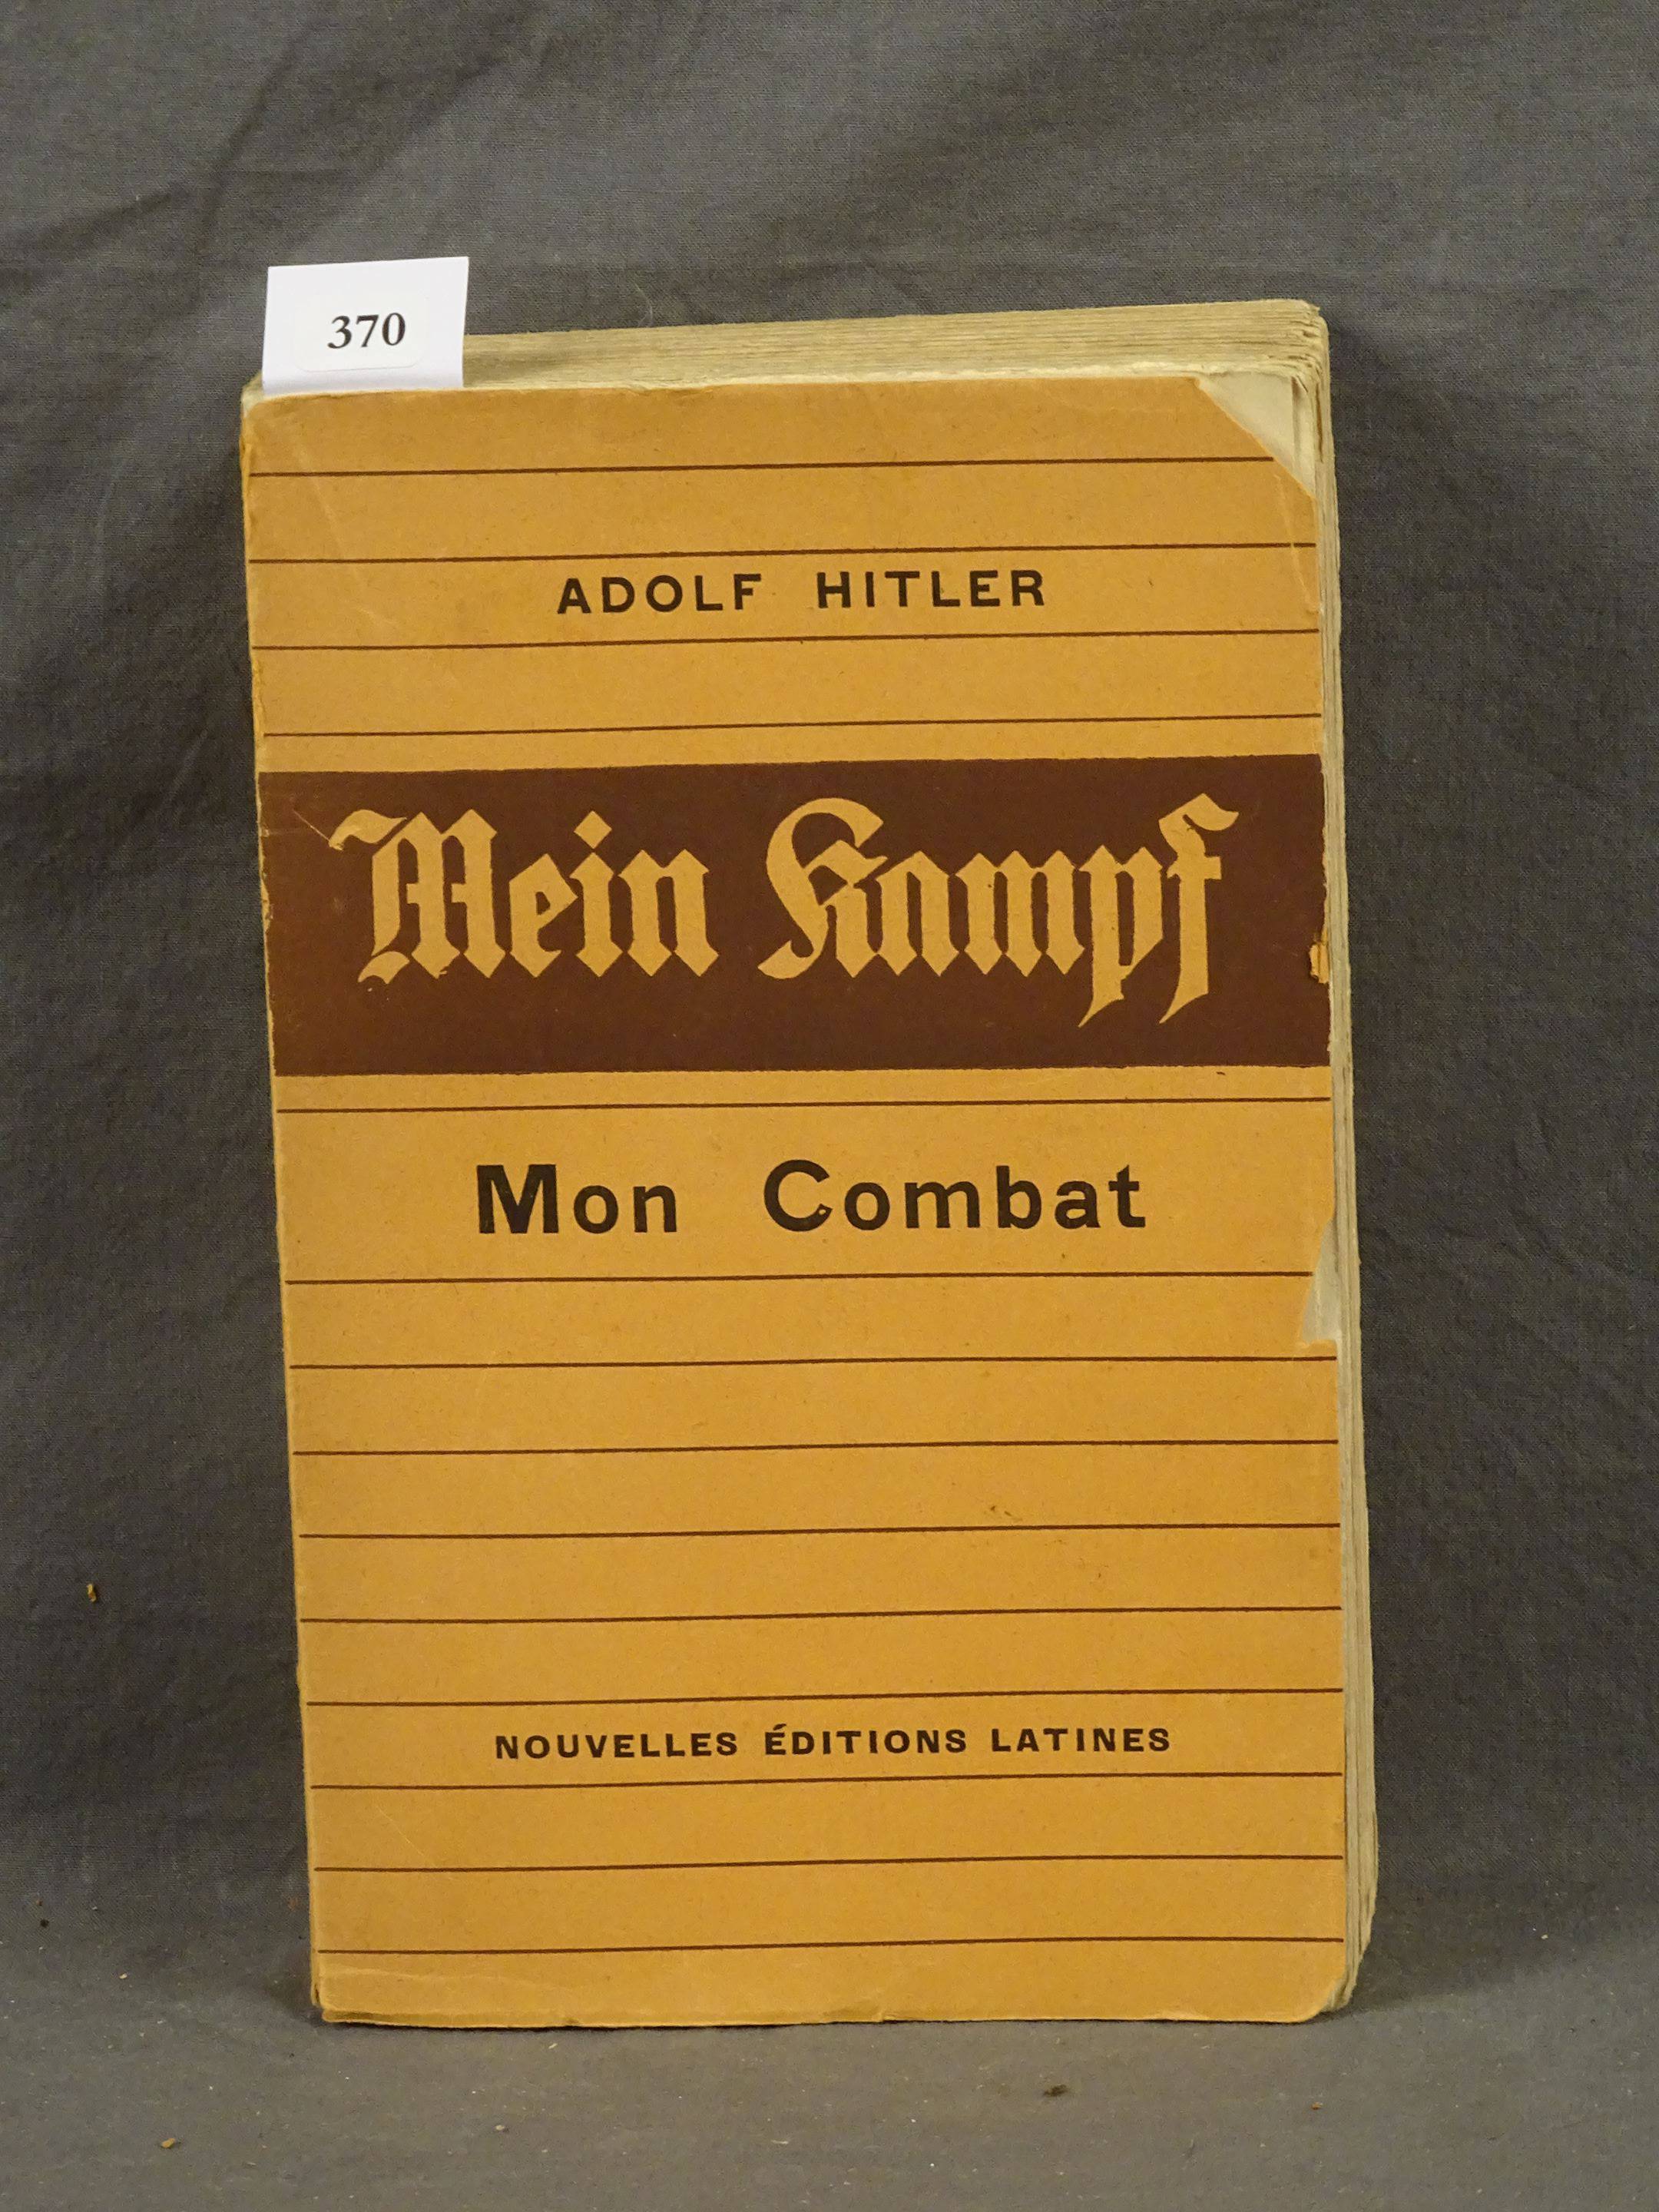 370
ADOLF HITLER
Mein Kampf
Mon Combat
NOUVELLES ÉDITIONS LATINES